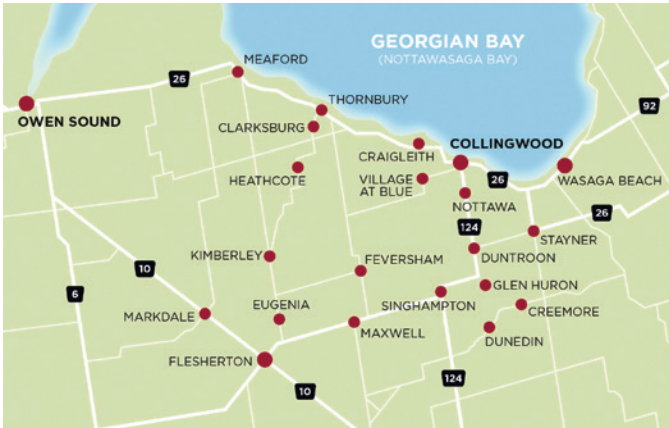 GEORGIAN BAY
(NOTTAWASAGA BAY)
MEAFORD
26
THORNBURY
OWEN SOUND
92
CLARKSBURG
COLLINGWOOD
CRAIGLEITH
HEATHCOTE
VILLAGE
AT BLUE
26
WASAGA BEACH
NOTTAWA
26
124
STAYNER
KIMBERLEY
FEVERSHAM
DUNTROON
10
6
GLEN HURON
EUGENIA
SINGHAMPTON
CREEMORE
MARKDALE
MAXWELL
DUNEDIN
FLESHERTON
124
10